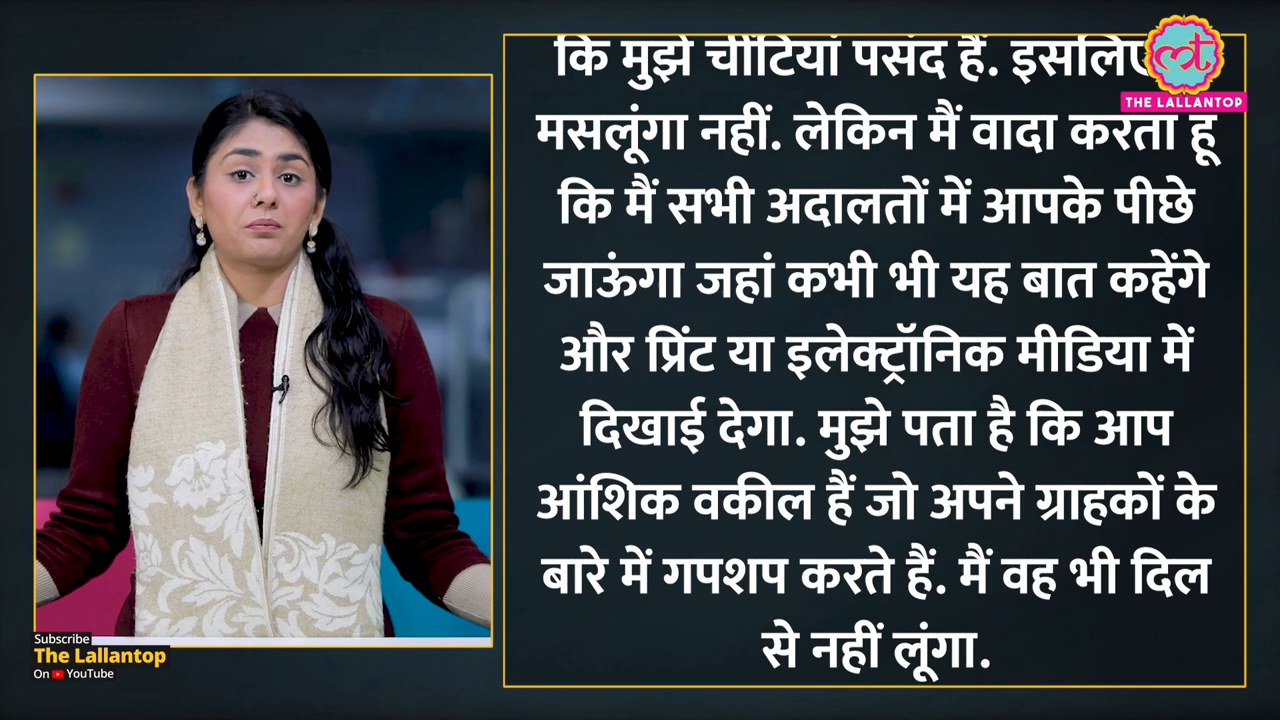 कि मुझे चींटियां पसंद हैं. इसलिए
मसलूंगा नहीं. लेकिन मैं वादा करता हूं
कि मैं सभी अदालतों में आपके पीछे
जाऊंगा जहां कभी भी यह बात कहेंगे
और प्रिंट या इलेक्ट्रॉनिक मीडिया में
दिखाई देगा. मुझे पता है कि आप
आंशिक वकील हैं जो अपने ग्राहकों के
बारे में गपशप करते हैं. मैं वह भी दिल
से नहीं लूंगा.
THE LALLANTOP
Subscribe
The Lallantop
On YouTube